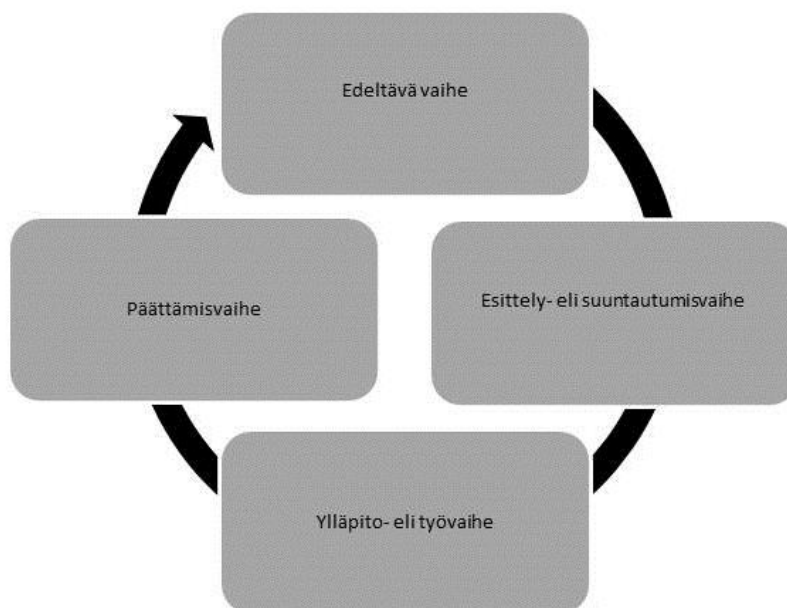 Edeltävä vaihe
Esittely- eli suuntautumisvaihe
Ylläpito- eli työvaihe
Päättämisvaihe